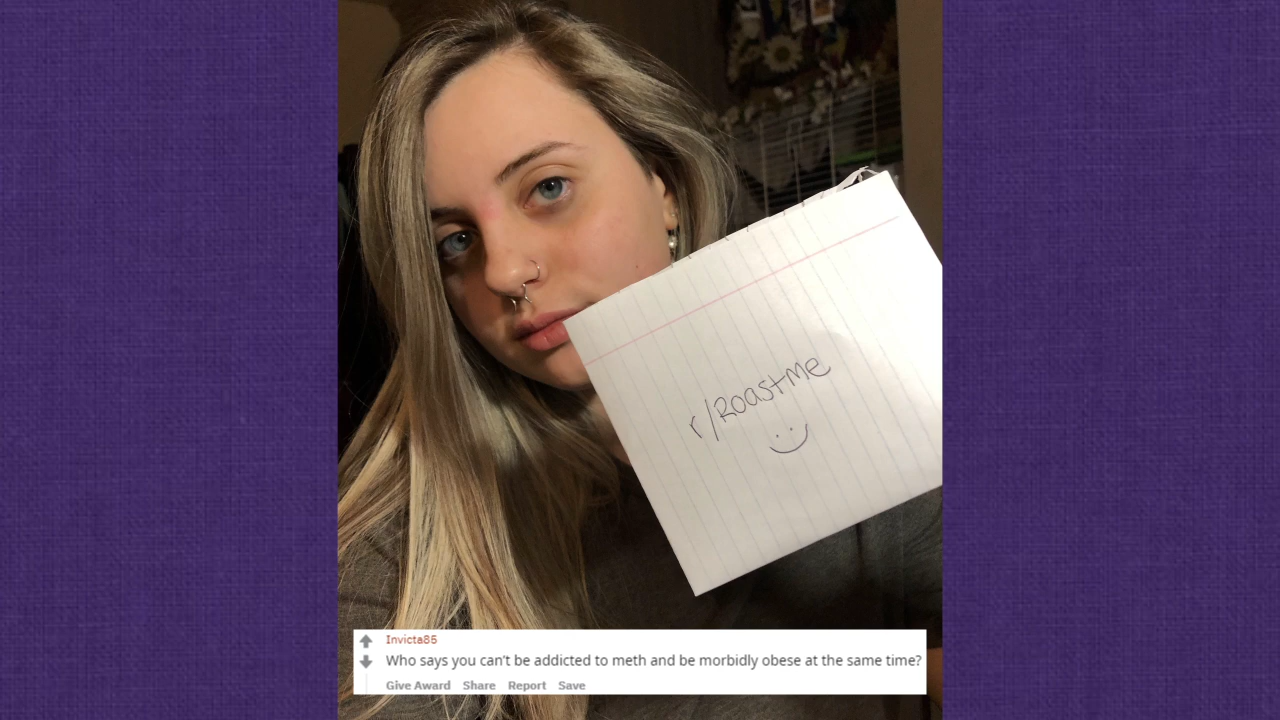 r/RoastMe
Invicta85
Who says you can't be addicted to meth and be morbidly obese at the same time?
Give Award Share Report Save